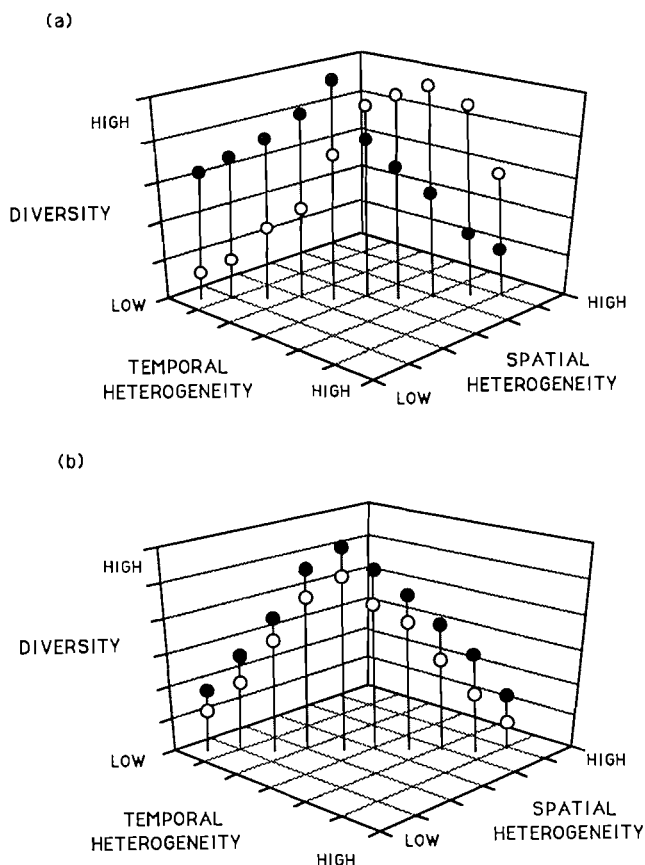 (a)
HIGH
DIVERSITY
LOW
TEMPORAL
HETEROGENEITY
HIGH
LOW
SPATIAL
HETEROGENEITY
HIGH
(b)
HIGH
DIVERSITY
LOW
TEMPORAL
HETEROGENEITY
HIGH
LOW
SPATIAL
HETEROGENEITY
HIGH